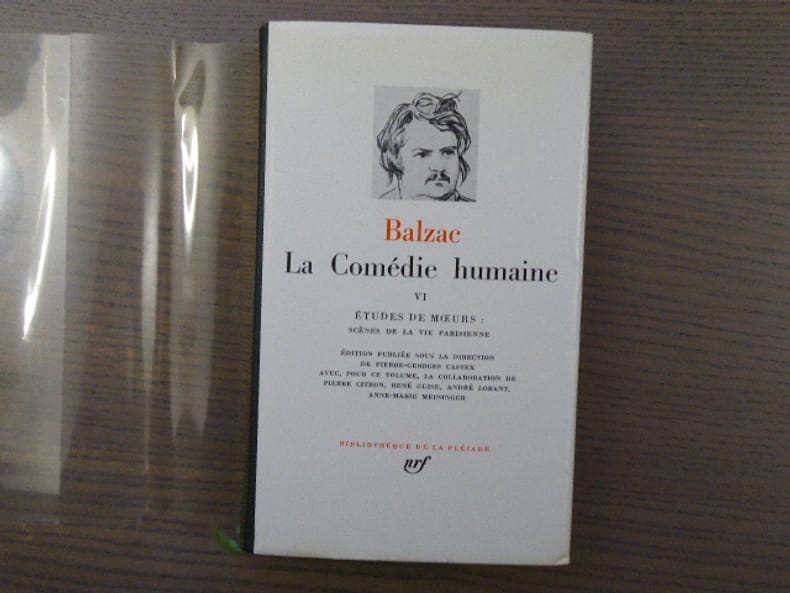 Balzac
La Comédie humaine
VI
ÉTUDES DE MŒURS :
SCÈNES DE LA VIE PARISIENNE
ÉDITION PUBLIÉE SOUS LA DIRECTION
DE PIERRE-GEORGES CASTEX
AVEC, POUR CE VOLUME, LA COLLABORATION DE
PIERRE CITRON, RENÉ GUISE, ANDRÉ LORANT,
ANNE-MARIE MEININGER
BIBLIOTHÈQUE DE LA PLÉIADE
nrf